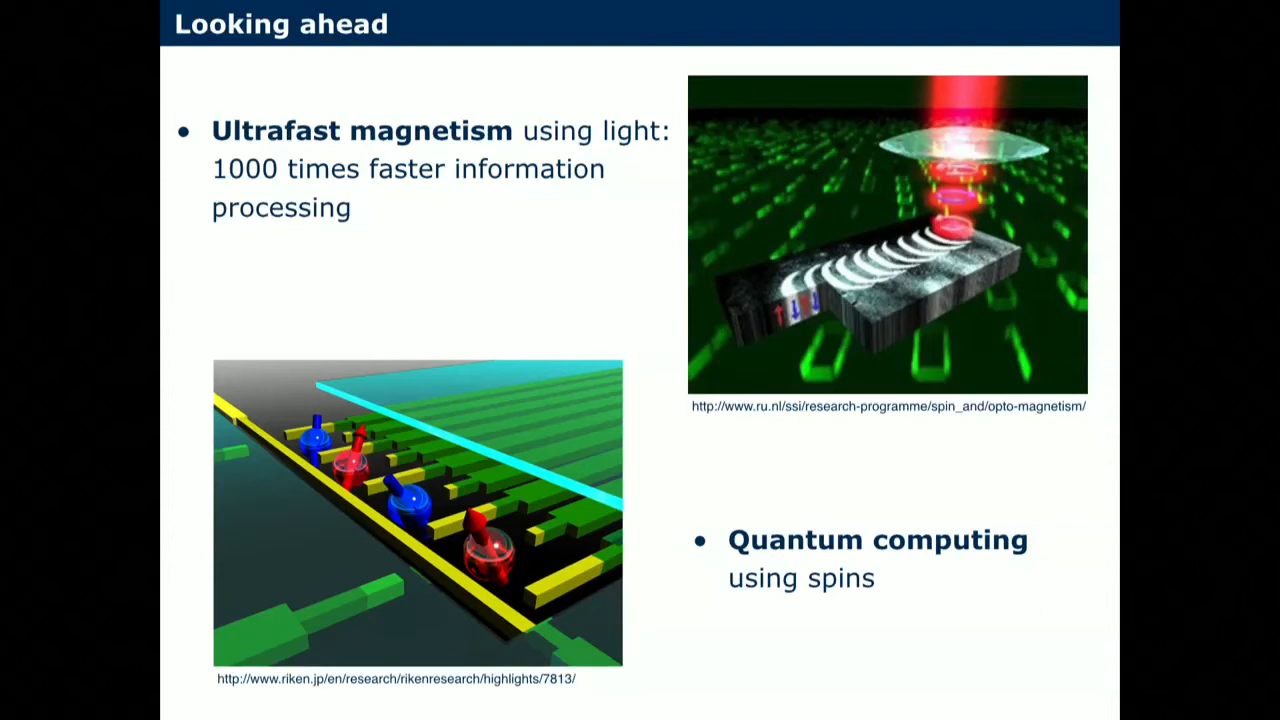 Looking ahead
• Ultrafast magnetism using light:
1000 times faster information
processing
http://www.ru.nl/ssi/research-programme/spin_and/opto-magnetism/
http://www.riken.jp/en/research/rikenresearch/highlights/7813/
• Quantum computing
using spins